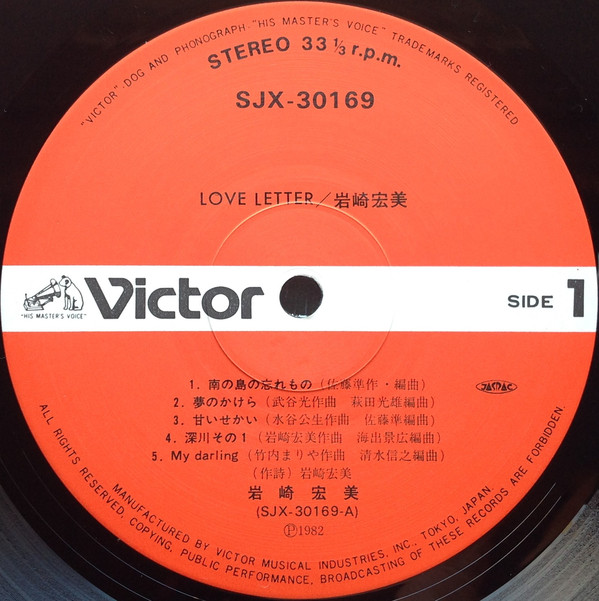 "VICTOR"-DOG AND PHONOGRAPH-"HIS MASTER'S VOICE" TRADEMARKS REGISTERED
STEREO 33 1/3 r.p.m.
SJX-30169
LOVE LETTER/岩崎宏美
"HIS MASTER'S VOICE"
Victor
SIDE 1
1. 南の島の忘れもの(佐藤準作・編曲)
2. 夢のかけら(武谷光作曲 萩田光雄編曲)
3. 甘いせかい(水谷公生作曲 佐藤準編曲)
4. 深川その1(岩崎宏美作曲 海出景広編曲)
5. My darling(竹内まりや作曲 清水信之編曲)
(作詩)岩崎宏美
JASRAC
岩崎宏美
(SJX-30169-A)
Ⓟ1982
MANUFACTURED BY VICTOR MUSICAL INDUSTRIES, INC., TOKYO, JAPAN.
ALL RIGHTS RESERVED. COPYING, PUBLIC PERFORMANCE, BROADCASTING OF THESE RECORDS ARE FORBIDDEN.